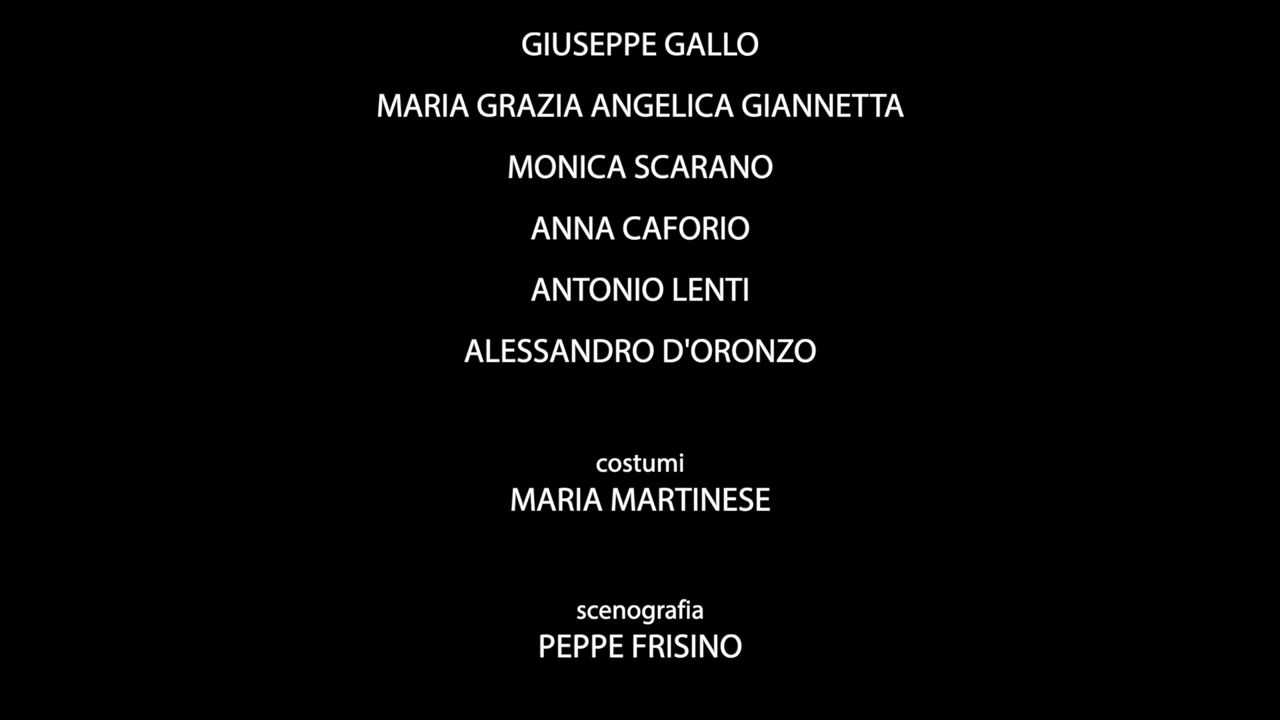 GIUSEPPE GALLO
MARIA GRAZIA ANGELICA GIANNETTA
MONICA SCARANO
ANNA CAFORIO
ANTONIO LENTI
ALESSANDRO D'ORONZO
costumi
MARIA MARTINESE
scenografia
PEPPE FRISINO